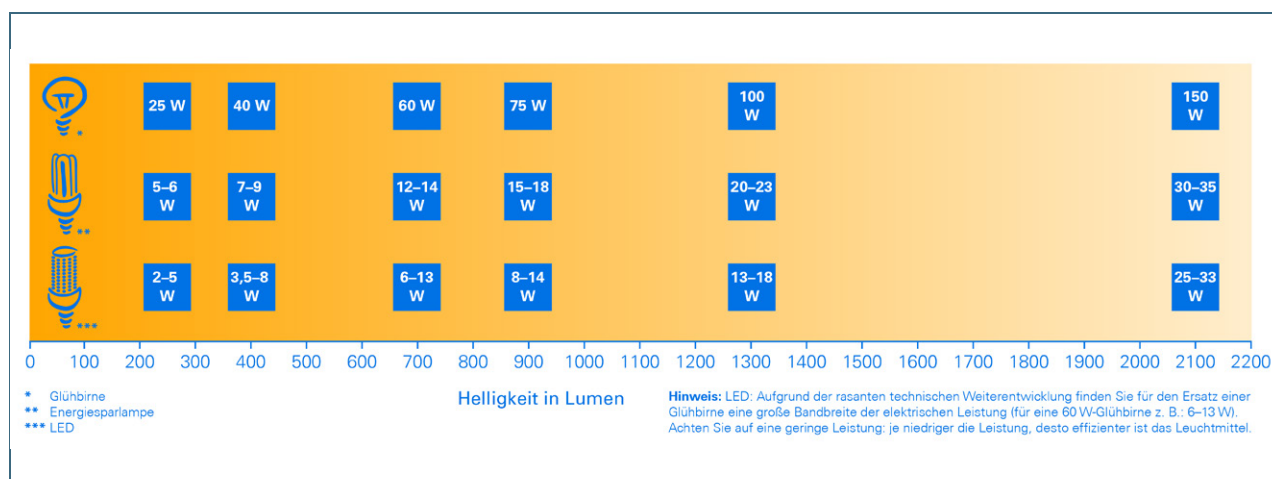 25 W 40 W 60 W 75 W 100 W 150 W
*
5–6 W 7–9 W 12–14 W 15–18 W 20–23 W 30–35 W
**
2–5 W 3,5–8 W 6–13 W 8–14 W 13–18 W 25–33 W
***
0 100 200 300 400 500 600 700 800 900 1000 1100 1200 1300 1400 1500 1600 1700 1800 1900 2000 2100 2200
* Glühbirne
** Energiesparlampe
*** LED
Helligkeit in Lumen
Hinweis: LED: Aufgrund der rasanten technischen Weiterentwicklung finden Sie für den Ersatz einer
Glühbirne eine große Bandbreite der elektrischen Leistung (für eine 60 W-Glühbirne z. B.: 6–13 W).
Achten Sie auf eine geringe Leistung: je niedriger die Leistung, desto effizienter ist das Leuchtmittel.